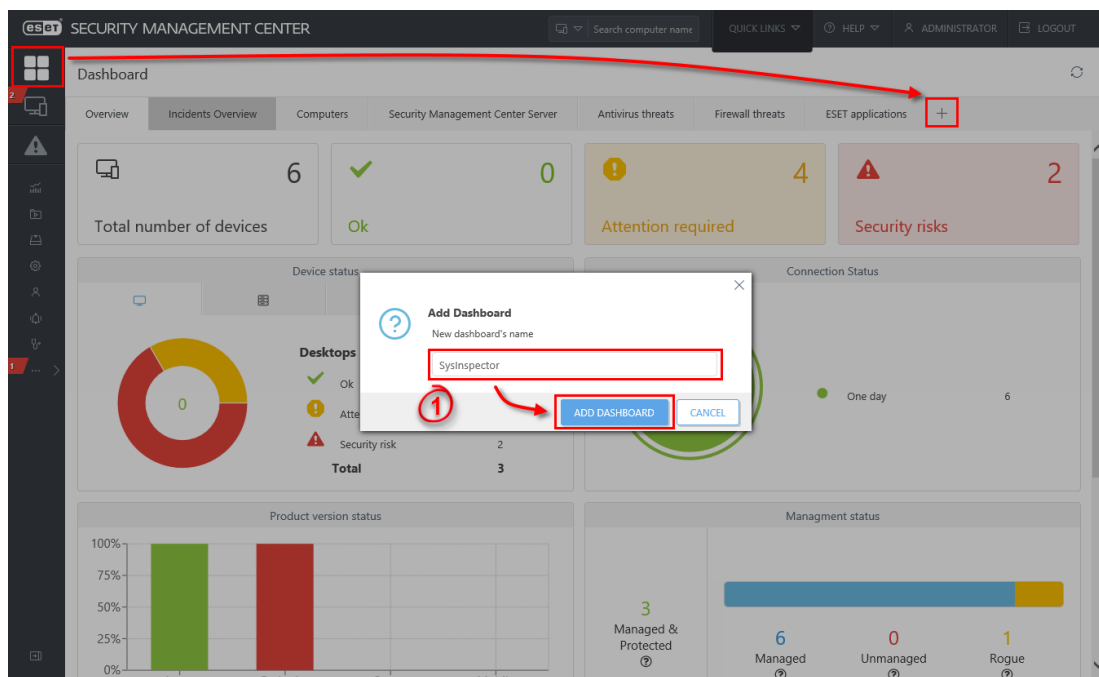 eset SECURITY MANAGEMENT CENTER
Search computer name
QUICK LINKS
HELP
ADMINISTRATOR
LOGOUT
Dashboard
2
Overview
Incidents Overview
Computers
Security Management Center Server
Antivirus threats
Firewall threats
ESET applications
+
6
Total number of devices
0
Ok
4
Attention required
2
Security risks
Device status
Connection Status
Add Dashboard
New dashboard's name
SysInspector
1
ADD DASHBOARD
CANCEL
0
Desktops
Ok
Atte
Security risk 2
Total 3
One day 6
1
...
Product version status
100%
75%
50%
25%
0%
Managment status
3
Managed &
Protected
6
Managed
0
Unmanaged
1
Rogue